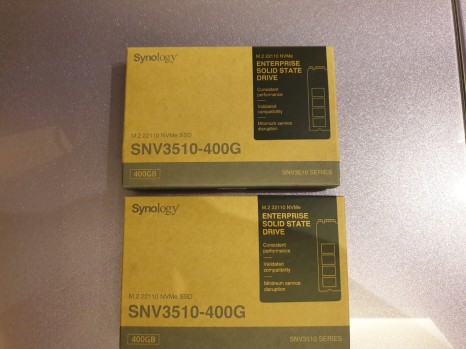 Synology
M.2 22110 NVMe
ENTERPRISE
SOLID STATE
DRIVE
Consistent
performance
Validated
compatibility
Minimum service
disruption
M.2 22110 NVMe SSD
SNV3510-400G
400GB
SNV3510 SERIES
Synology
M.2 22110 NVMe
ENTERPRISE
SOLID STATE
DRIVE
Consistent
performance
Validated
compatibility
Minimum service
disruption
M.2 22110 NVMe SSD
SNV3510-400G
400GB
SNV3510 SERIES